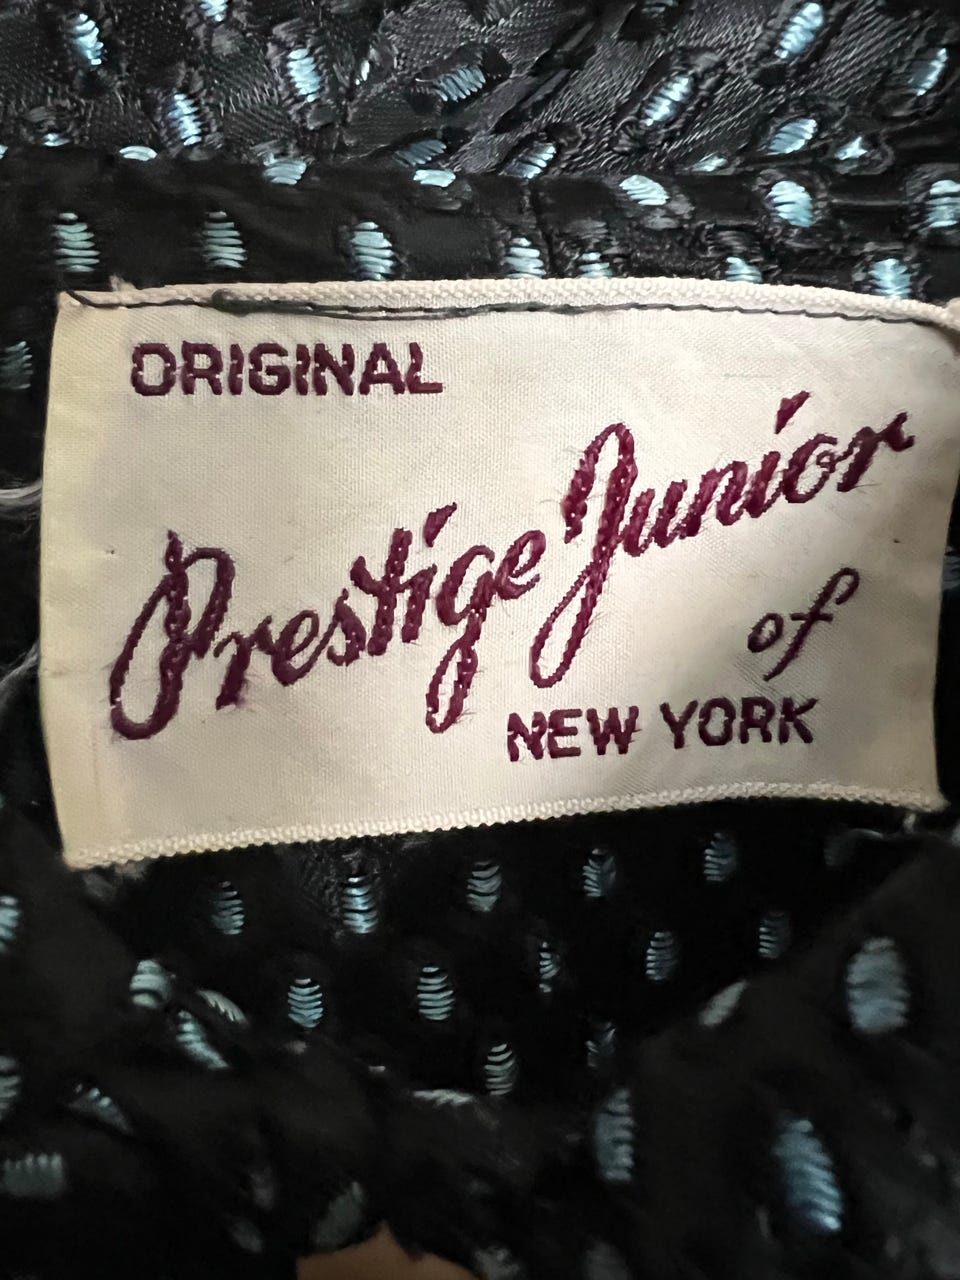 ORIGINAL
Prestige Junior
of
NEW YORK